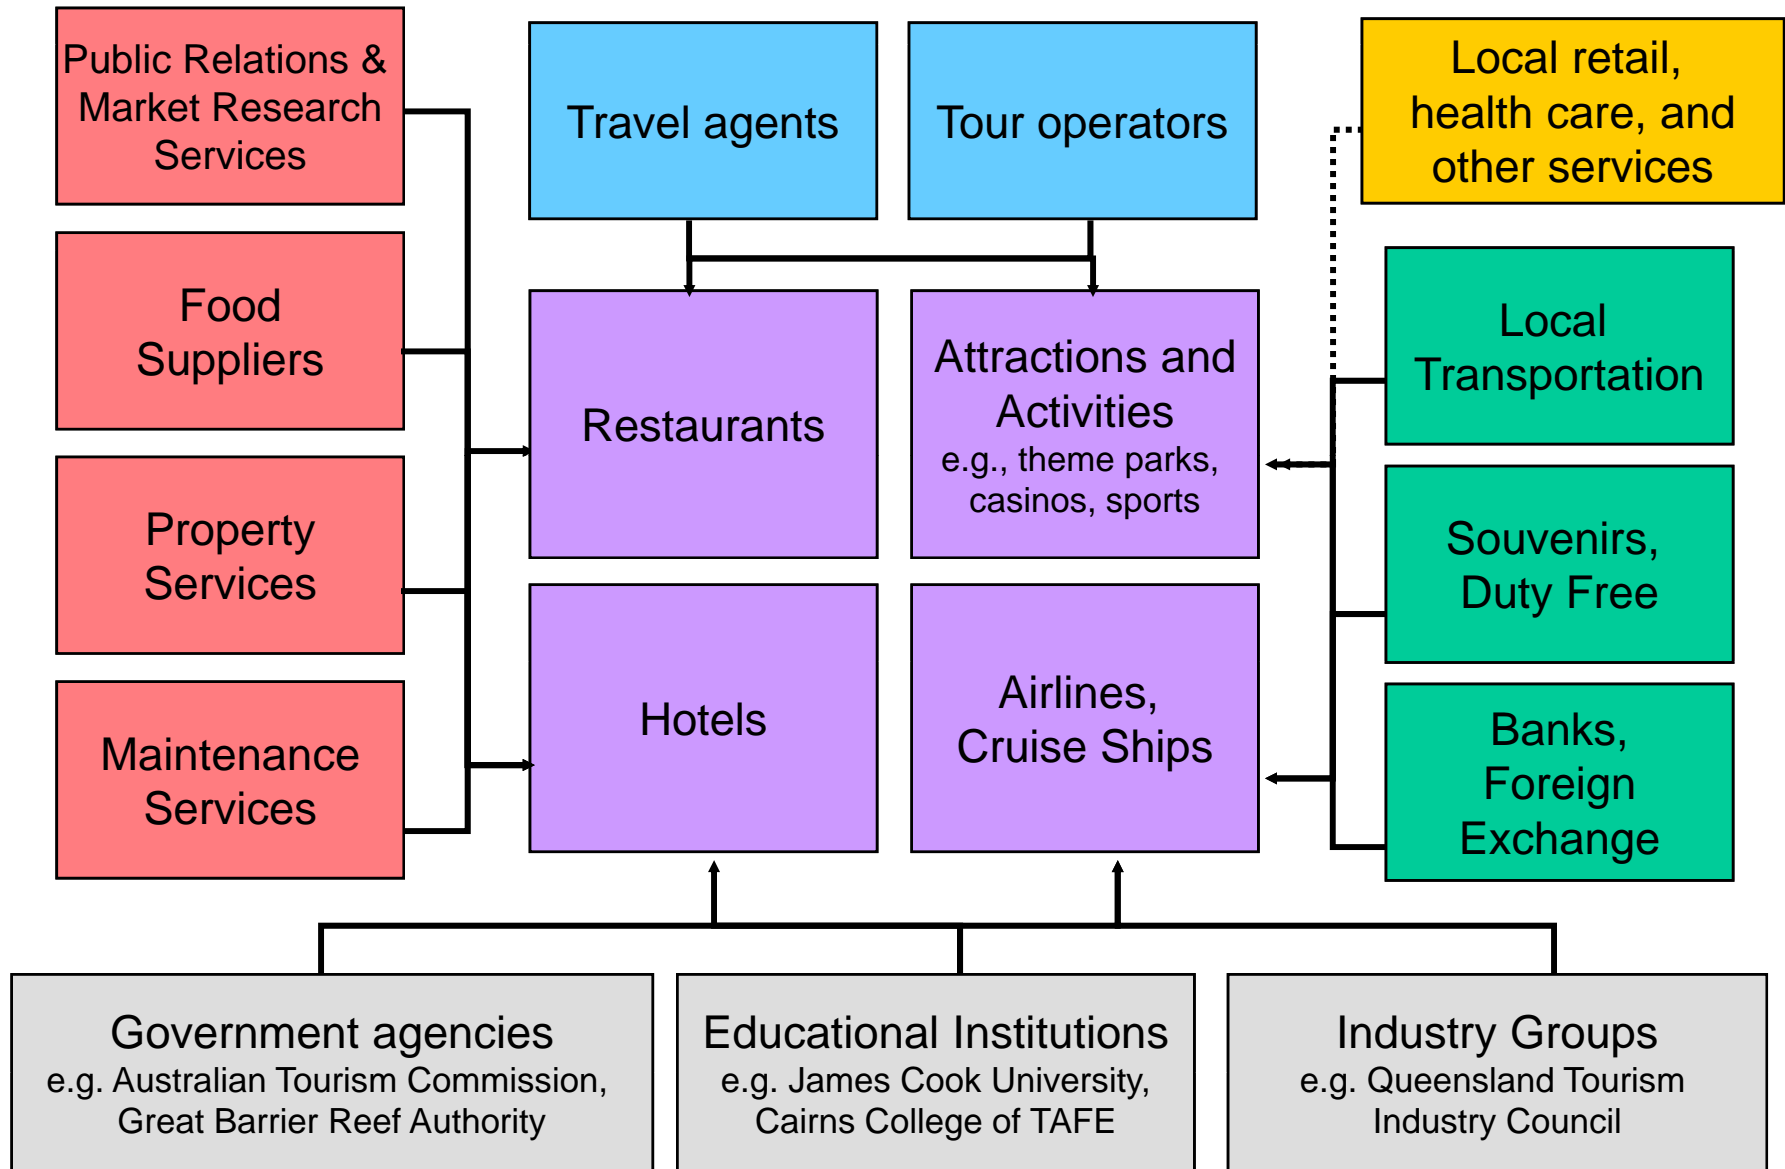 Public Relations &
Market Research
Services
Travel agents
Tour operators
Local retail,
health care, and
other services
Food
Suppliers
Restaurants
Attractions and
Activities
e.g., theme parks,
casinos, sports
Local
Transportation
Property
Services
Souvenirs,
Duty Free
Maintenance
Services
Hotels
Airlines,
Cruise Ships
Banks,
Foreign
Exchange
Government agencies
e.g. Australian Tourism Commission,
Great Barrier Reef Authority
Educational Institutions
e.g. James Cook University,
Cairns College of TAFE
Industry Groups
e.g. Queensland Tourism
Industry Council